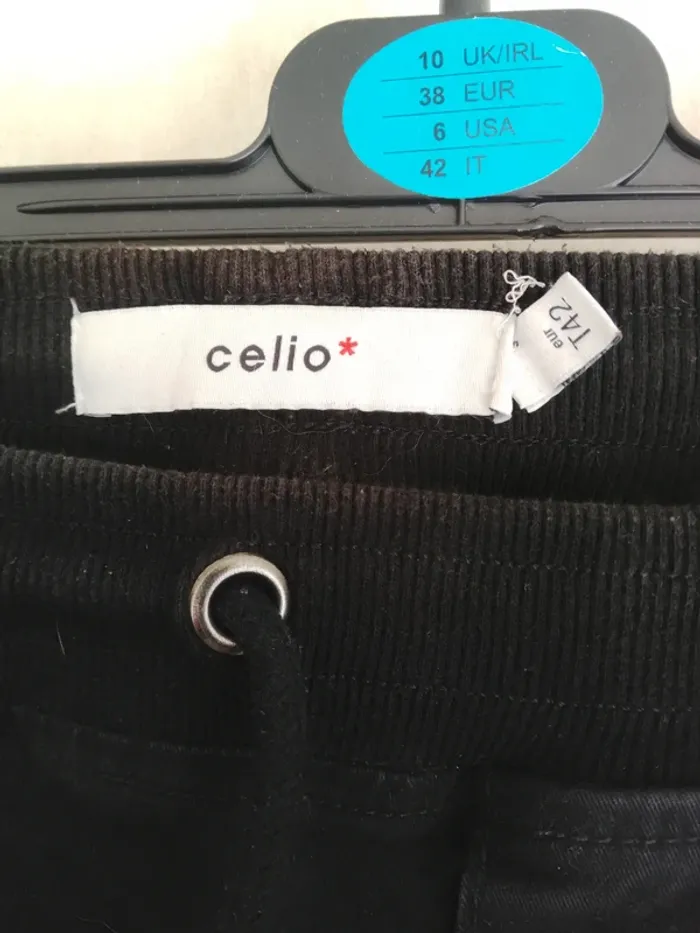 10 UK/IRL
38 EUR
6 USA
42 IT
celio*
eur
T42